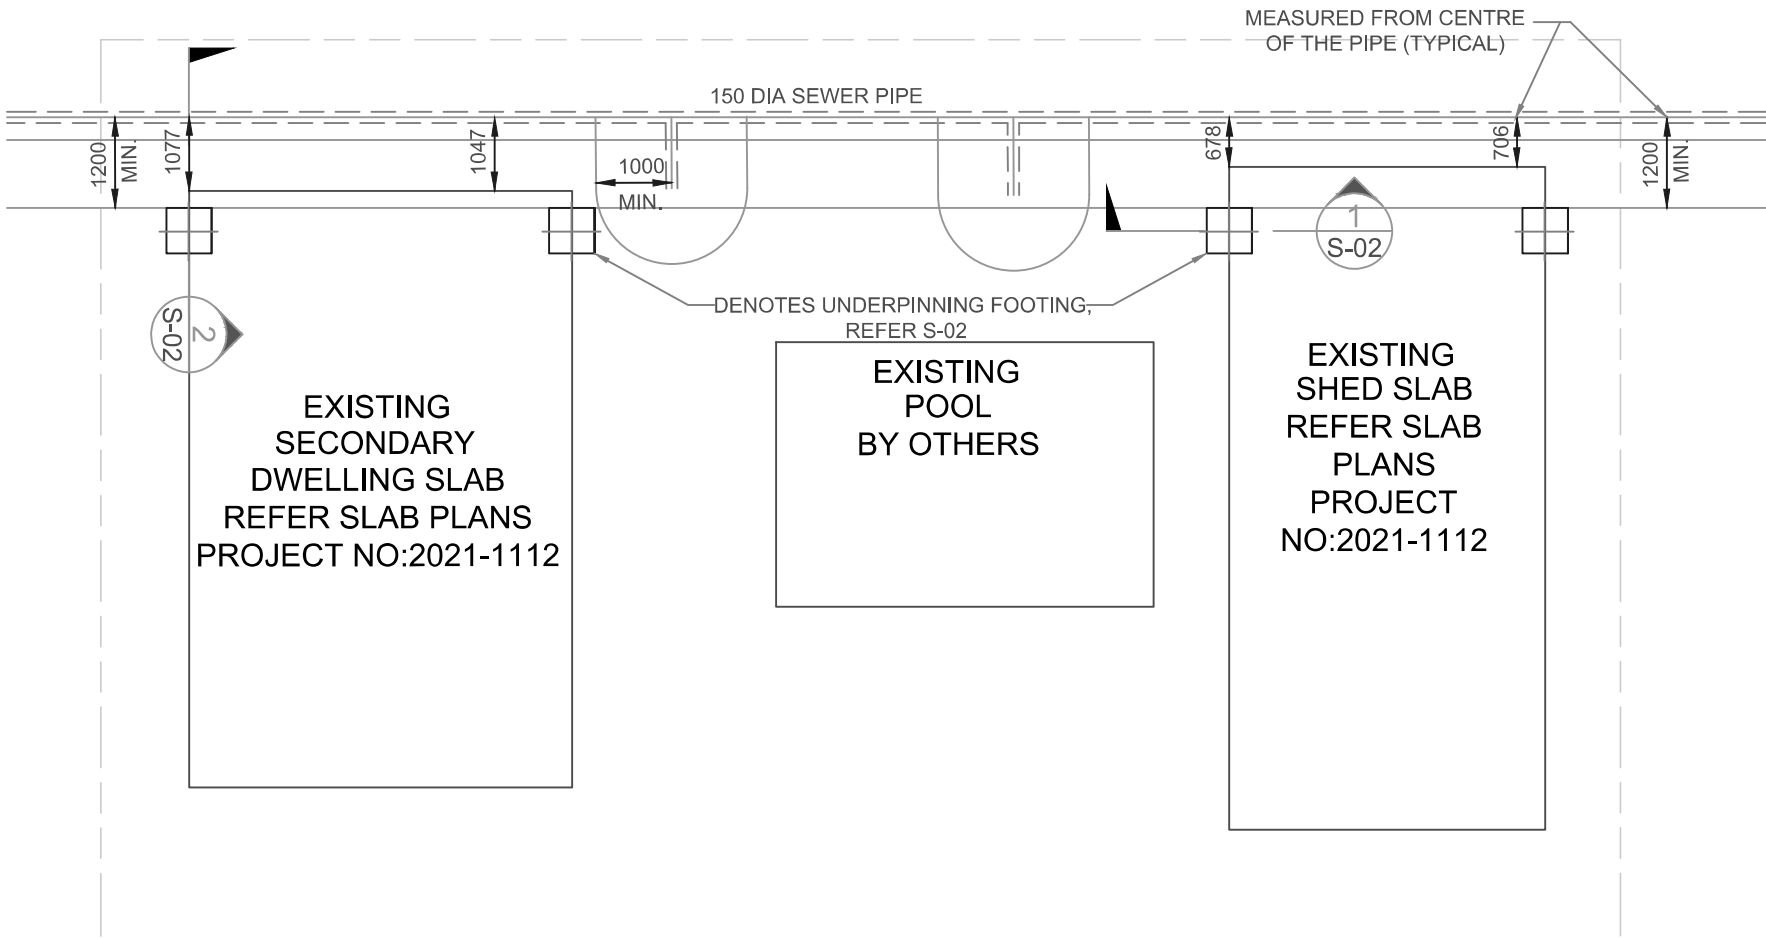 MEASURED FROM CENTRE
OF THE PIPE (TYPICAL)
150 DIA SEWER PIPE
1200
MIN.
1077
1047
1000
MIN.
678
706
1200
MIN.
1
S-02
DENOTES UNDERPINNING FOOTING,
REFER S-02
2
S-02
EXISTING
SECONDARY
DWELLING SLAB
REFER SLAB PLANS
PROJECT NO:2021-1112
EXISTING
POOL
BY OTHERS
EXISTING
SHED SLAB
REFER SLAB
PLANS
PROJECT
NO:2021-1112